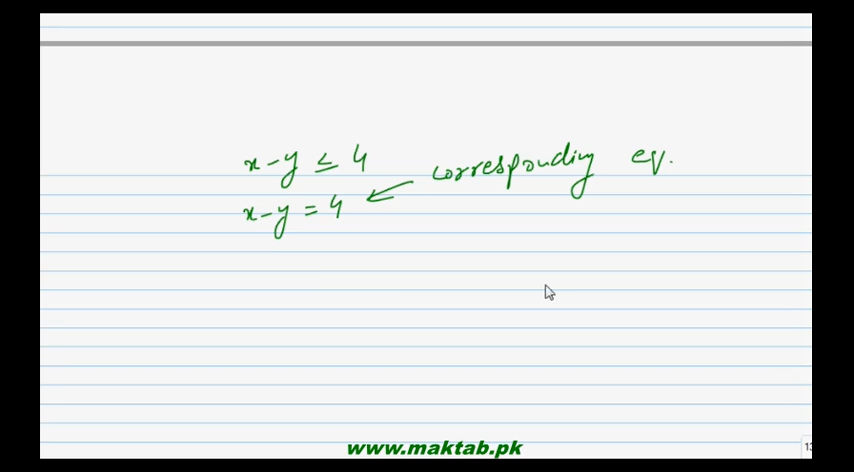 x - y ≤ 4
corresponding eq.
x - y = 4
www.maktab.pk